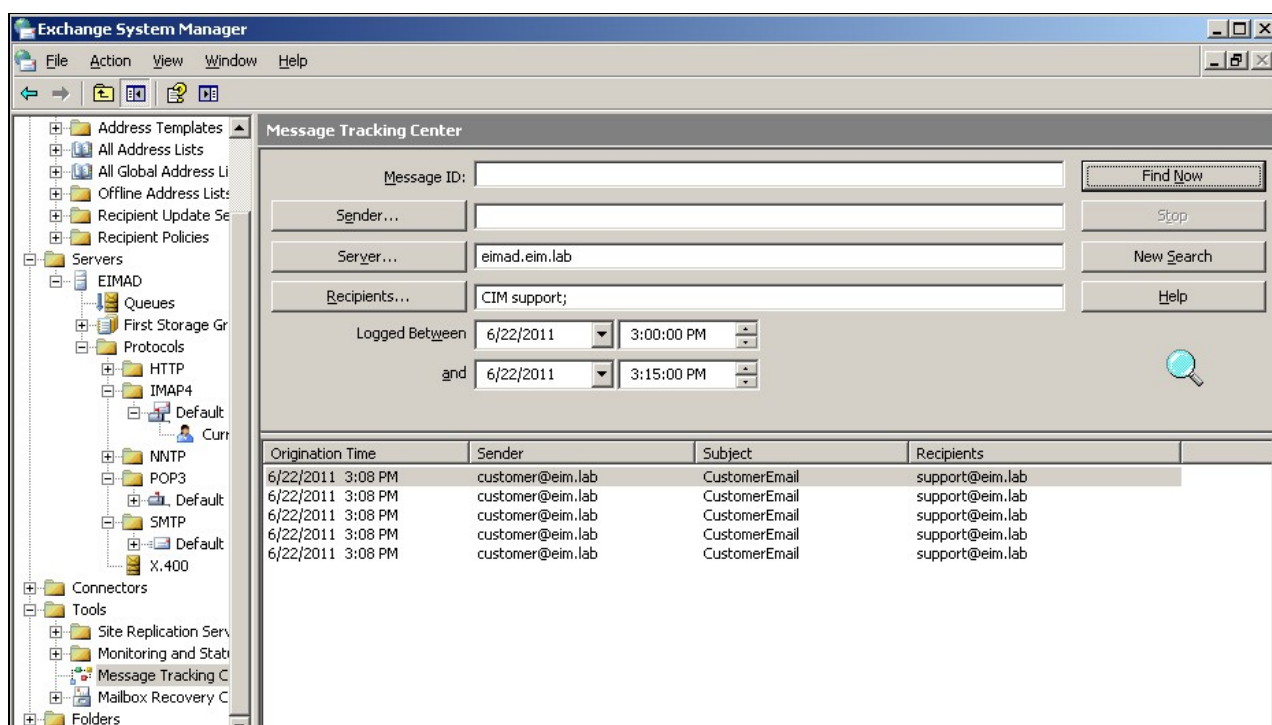 Exchange System Manager
File Action View Window Help
Address Templates
All Address Lists
All Global Address Li
Offline Address Lists
Recipient Update Se
Recipient Policies
Servers
EIMAD
Queues
First Storage Gr
Protocols
HTTP
IMAP4
Default
Curr
NNTP
POP3
Default
SMTP
Default
X.400
Connectors
Tools
Site Replication Serv
Monitoring and Statu
Message Tracking C
Mailbox Recovery C
Folders
Message Tracking Center
Message ID: Find Now
Sender... Stop
Server... eimad.eim.lab New Search
Recipients... CIM support; Help
Logged Between 6/22/2011 3:00:00 PM
and 6/22/2011 3:15:00 PM
Origination Time Sender Subject Recipients
6/22/2011 3:08 PM customer@eim.lab CustomerEmail support@eim.lab
6/22/2011 3:08 PM customer@eim.lab CustomerEmail support@eim.lab
6/22/2011 3:08 PM customer@eim.lab CustomerEmail support@eim.lab
6/22/2011 3:08 PM customer@eim.lab CustomerEmail support@eim.lab
6/22/2011 3:08 PM customer@eim.lab CustomerEmail support@eim.lab